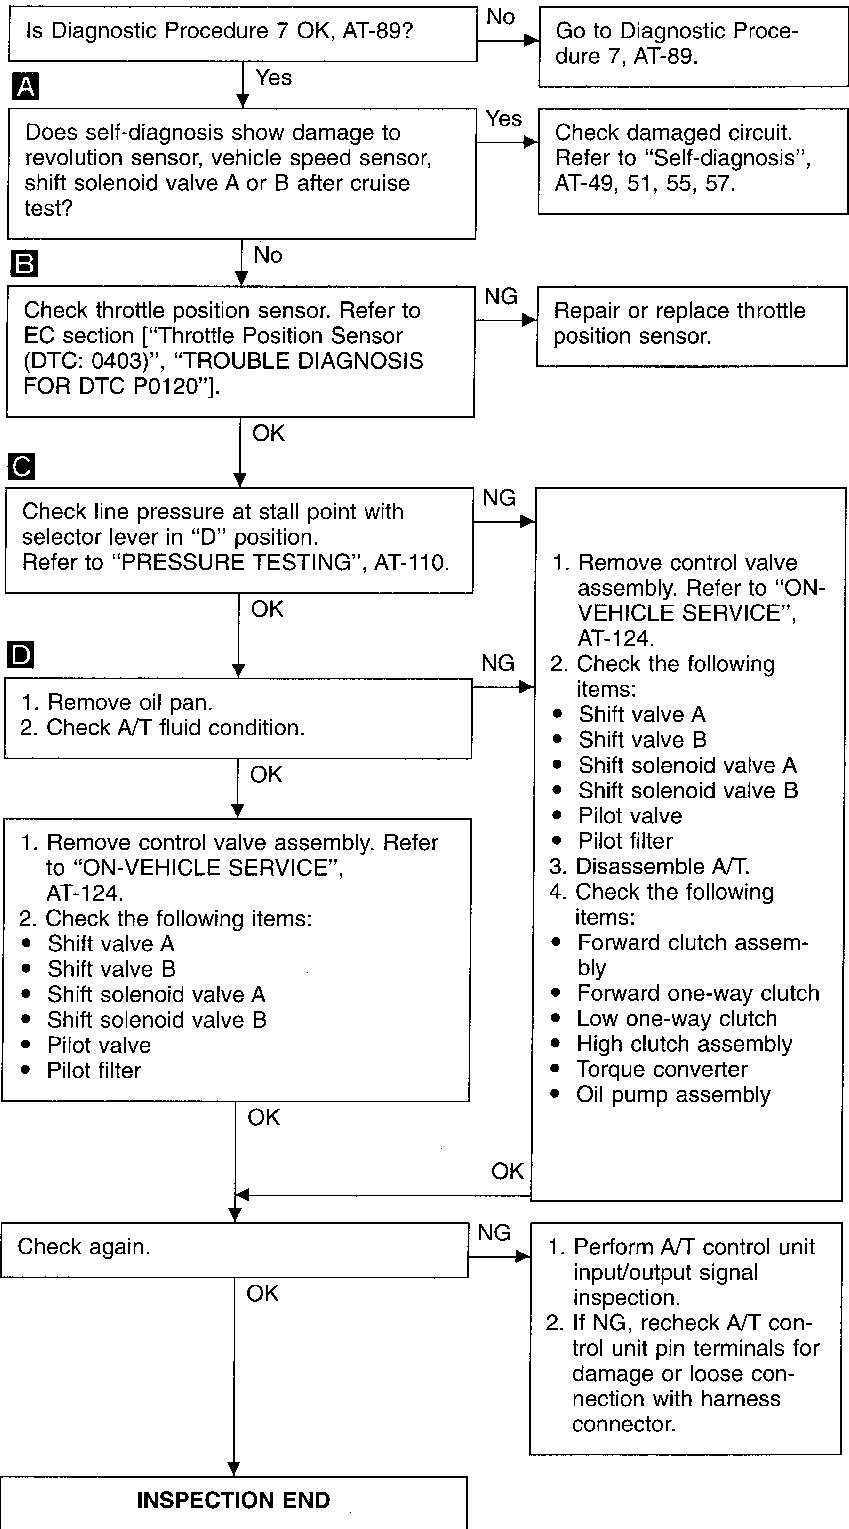 Is Diagnostic Procedure 7 OK, AT-89?
No
Go to Diagnostic Proce-
dure 7, AT-89.
Yes
A
Does self-diagnosis show damage to
revolution sensor, vehicle speed sensor,
shift solenoid valve A or B after cruise
test?
Yes
Check damaged circuit.
Refer to “Self-diagnosis”,
AT-49, 51, 55, 57.
No
B
Check throttle position sensor. Refer to
EC section [“Throttle Position Sensor
(DTC: 0403)”, “TROUBLE DIAGNOSIS
FOR DTC P0120”].
NG
Repair or replace throttle
position sensor.
OK
C
Check line pressure at stall point with
selector lever in “D” position.
Refer to “PRESSURE TESTING”, AT-110.
NG
OK
D
1. Remove oil pan.
2. Check A/T fluid condition.
NG
1. Remove control valve
assembly. Refer to “ON-
VEHICLE SERVICE”,
AT-124.
2. Check the following
items:
• Shift valve A
• Shift valve B
• Shift solenoid valve A
• Shift solenoid valve B
• Pilot valve
• Pilot filter
3. Disassemble A/T.
4. Check the following
items:
• Forward clutch assem-
bly
• Forward one-way clutch
• Low one-way clutch
• High clutch assembly
• Torque converter
• Oil pump assembly
OK
1. Remove control valve assembly. Refer
to “ON-VEHICLE SERVICE”,
AT-124.
2. Check the following items:
• Shift valve A
• Shift valve B
• Shift solenoid valve A
• Shift solenoid valve B
• Pilot valve
• Pilot filter
OK
OK
Check again.
NG
1. Perform A/T control unit
input/output signal
inspection.
2. If NG, recheck A/T con-
trol unit pin terminals for
damage or loose con-
nection with harness
connector.
OK
INSPECTION END